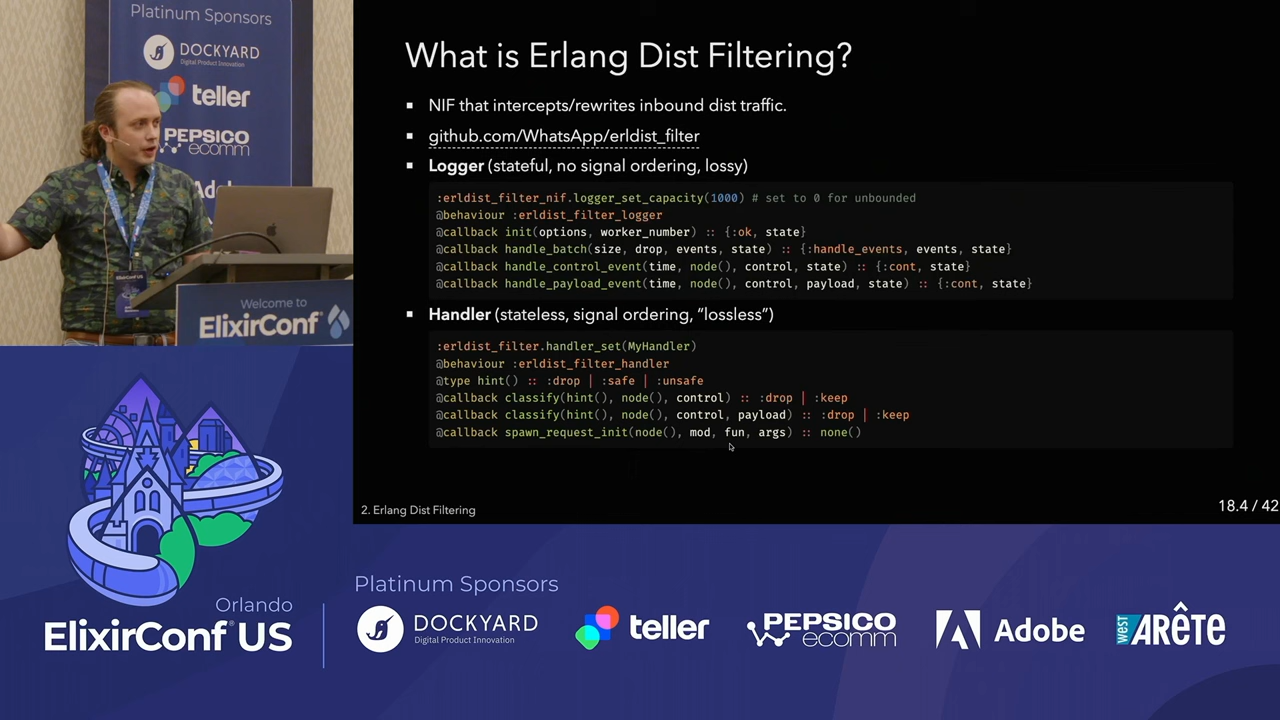 Platinum Sponsors
DOCKYARD
Digital Product Innovation
teller
PEPSICO
ecomm
ElixirConf US
Welcome to
ElixirConf
What is Erlang Dist Filtering?
▪ NIF that intercepts/rewrites inbound dist traffic.
▪ github.com/WhatsApp/erldist_filter
▪ Logger (stateful, no signal ordering, lossy)
:erldist_filter_nif.logger_set_capacity(1000) # set to 0 for unbounded
@behaviour :erldist_filter_logger
@callback init(options, worker_number) :: {:ok, state}
@callback handle_batch(size, drop, events, state) :: {:handle_events, events, state}
@callback handle_control_event(time, node(), control, state) :: {:cont, state}
@callback handle_payload_event(time, node(), control, payload, state) :: {:cont, state}
▪ Handler (stateless, signal ordering, “lossless”)
:erldist_filter.handler_set(MyHandler)
@behaviour :erldist_filter_handler
@type hint() :: :drop | :safe | :unsafe
@callback classify(hint(), node(), control) :: :drop | :keep
@callback classify(hint(), node(), control, payload) :: :drop | :keep
@callback spawn_request_init(node(), mod, fun, args) :: none()
2. Erlang Dist Filtering
18.4 / 42
Orlando
ElixirConf® US
Platinum Sponsors
DOCKYARD
Digital Product Innovation
teller
PEPSICO
ecomm
Adobe
west ARÊTE